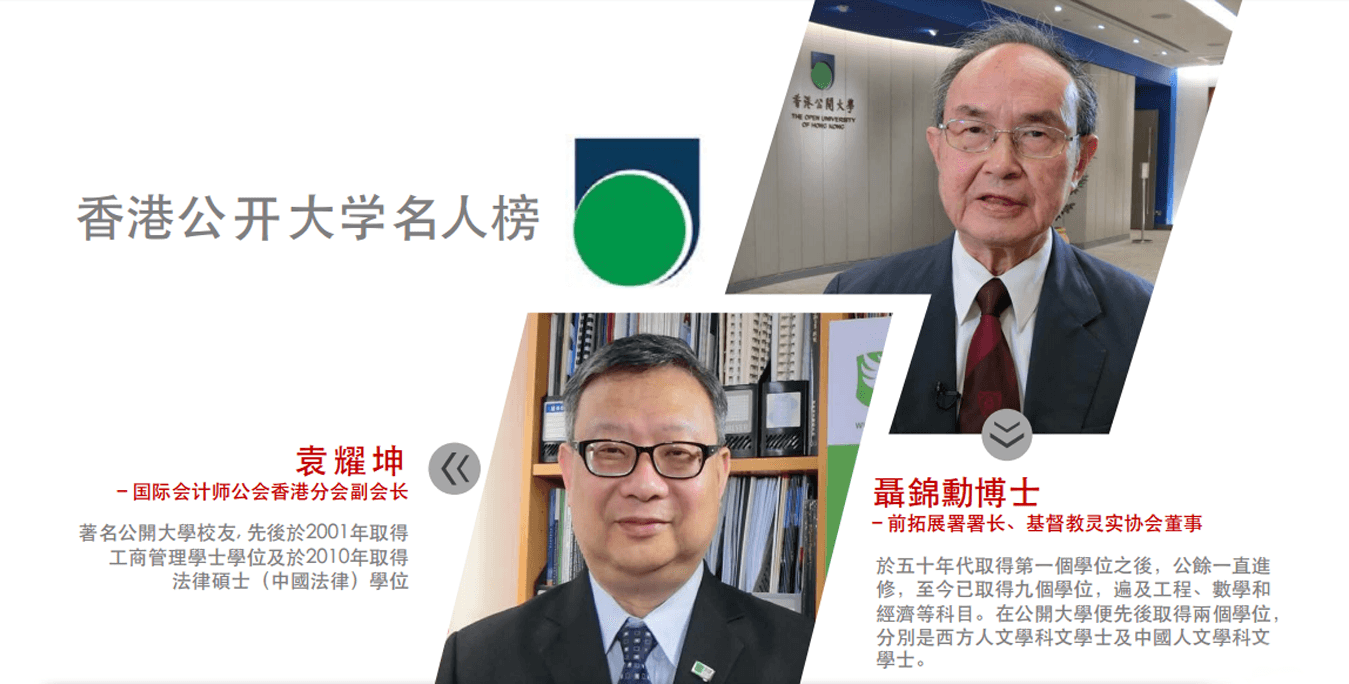 香港公开大学名人榜
香港公開大學
THE OPEN UNIVERSITY
OF HONG KONG
袁耀坤
–国际会计师公会香港分会副会长
著名公開大學校友, 先後於2001年取得
工商管理學士學位及於2010年取得
法律碩士（中國法律）學位
聶錦勳博士
–前拓展署署长、基督教灵实协会董事
於五十年代取得第一個學位之後，公餘一直進
修，至今已取得九個學位，遍及工程、數學和
經濟等科目。在公開大學便先後取得兩個學位，
分別是西方人文學科文學士及中國人文學科文
學士。